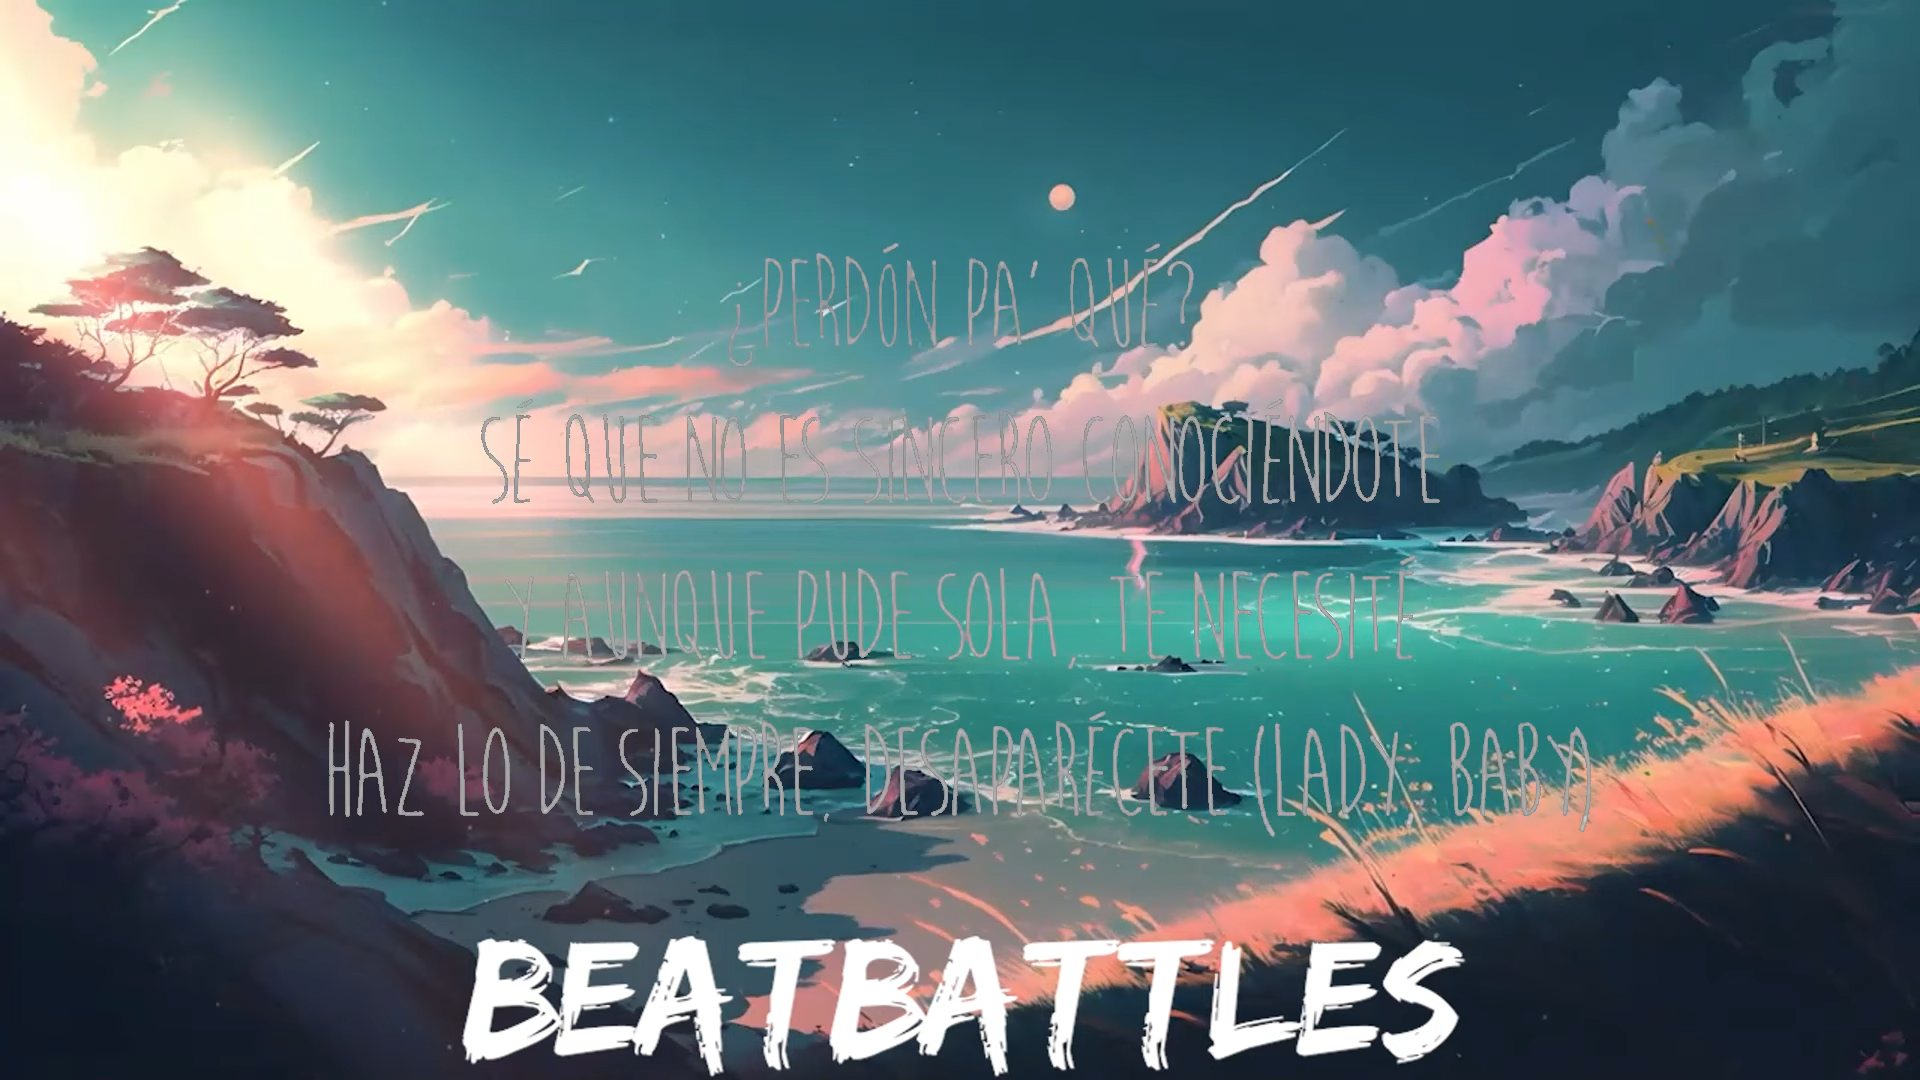 ¿PERDÓN PA' QUÉ?
SÉ QUE NO ES SINCERO CONOCIÉNDOTE
Y AUNQUE PUDE SOLA, TE NECESITÉ
HAZ LO DE SIEMPRE, DESAPARÉCETE (LADY, BABY)
BEATBATTLES